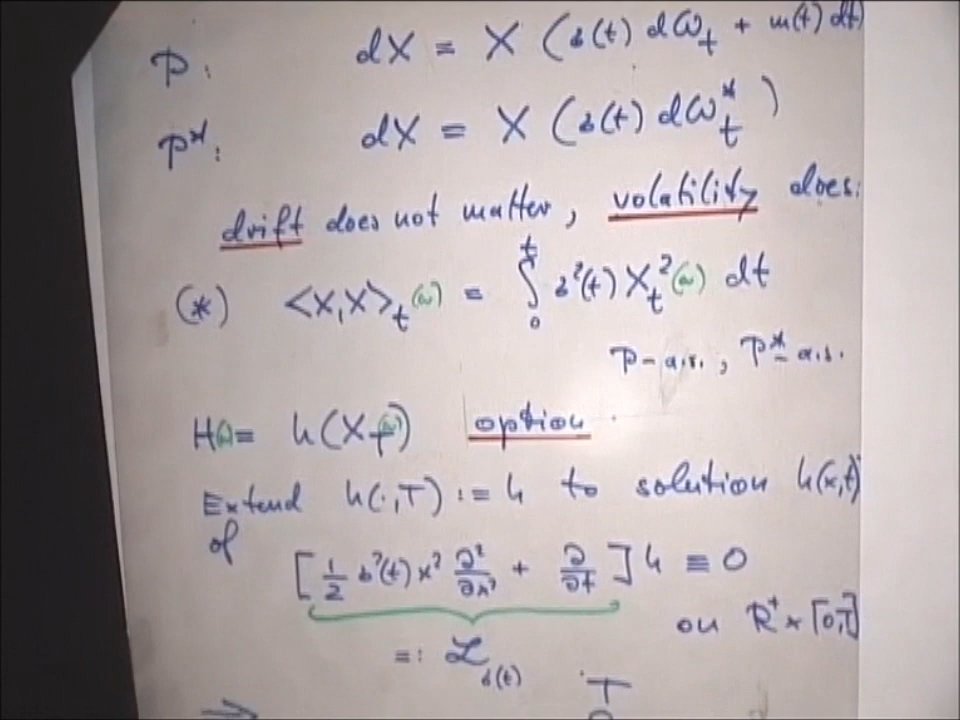 P: dX = X (σ(t) dW_t + m(t) dt)
P*: dX = X (σ(t) dW*_t)
drift does not matter, volatility does:
(*) <X,X>_t(ω) = ∫_0^t σ²(t) X_t²(ω) dt
P-a.s., P*-a.s.
H(ω) = h(X_T(ω)) option
Extend h(·,T) := h to solution h(x,t)
of
[½ σ²(t) x² ∂²/∂x² + ∂/∂t] h ≡ 0
on R⁺ × [0,T]
=: L_σ(t)
⇒ T